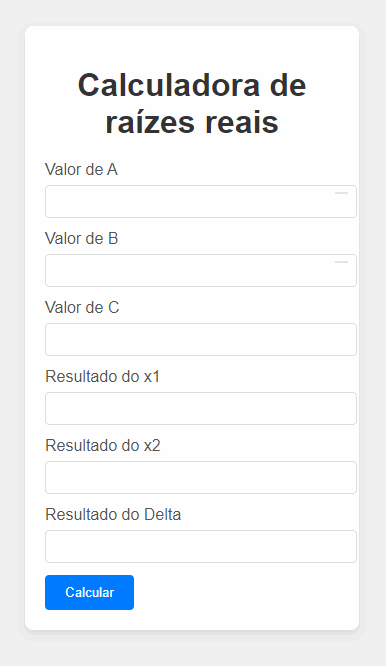 Calculadora de
raízes reais
Valor de A
Valor de B
Valor de C
Resultado do x1
Resultado do x2
Resultado do Delta
Calcular